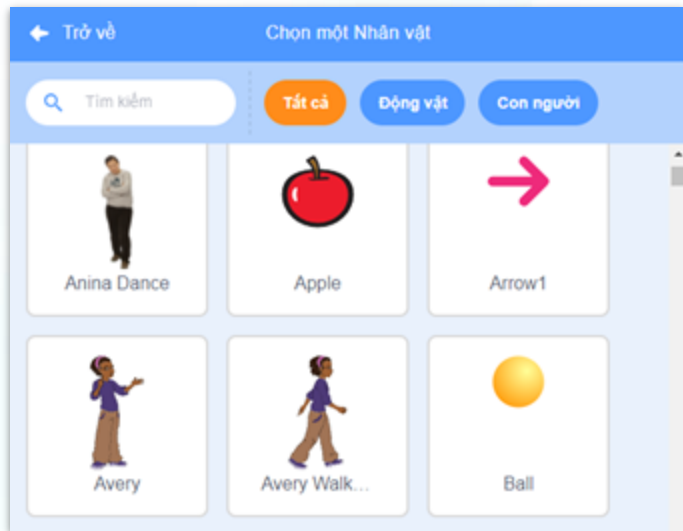 Trở về
Chọn một Nhân vật
Tìm kiếm
Tất cả
Động vật
Con người
Anina Dance
Apple
Arrow1
Avery
Avery Walk...
Ball